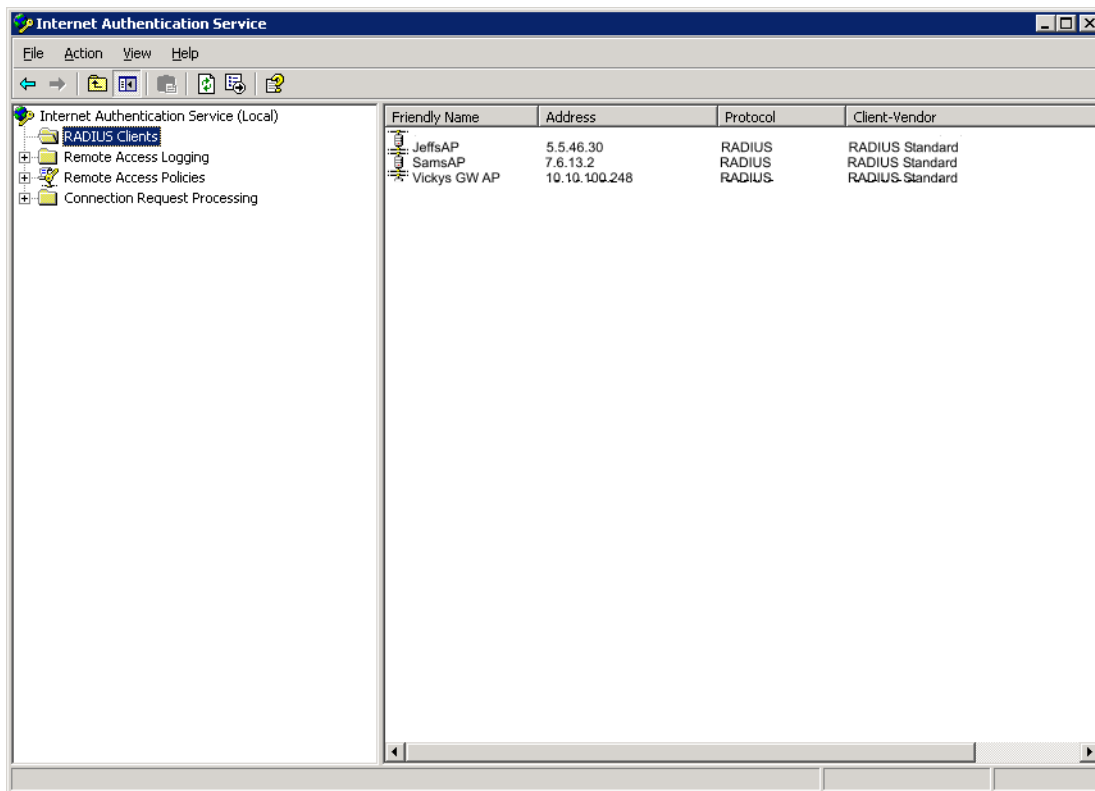 Internet Authentication Service
File Action View Help
Internet Authentication Service (Local)
RADIUS Clients
Remote Access Logging
Remote Access Policies
Connection Request Processing
Friendly Name Address Protocol Client-Vendor
JeffsAP 5.5.46.30 RADIUS RADIUS Standard
SamsAP 7.6.13.2 RADIUS RADIUS Standard
Vickys GW AP 10.10.100.248 RADIUS RADIUS Standard